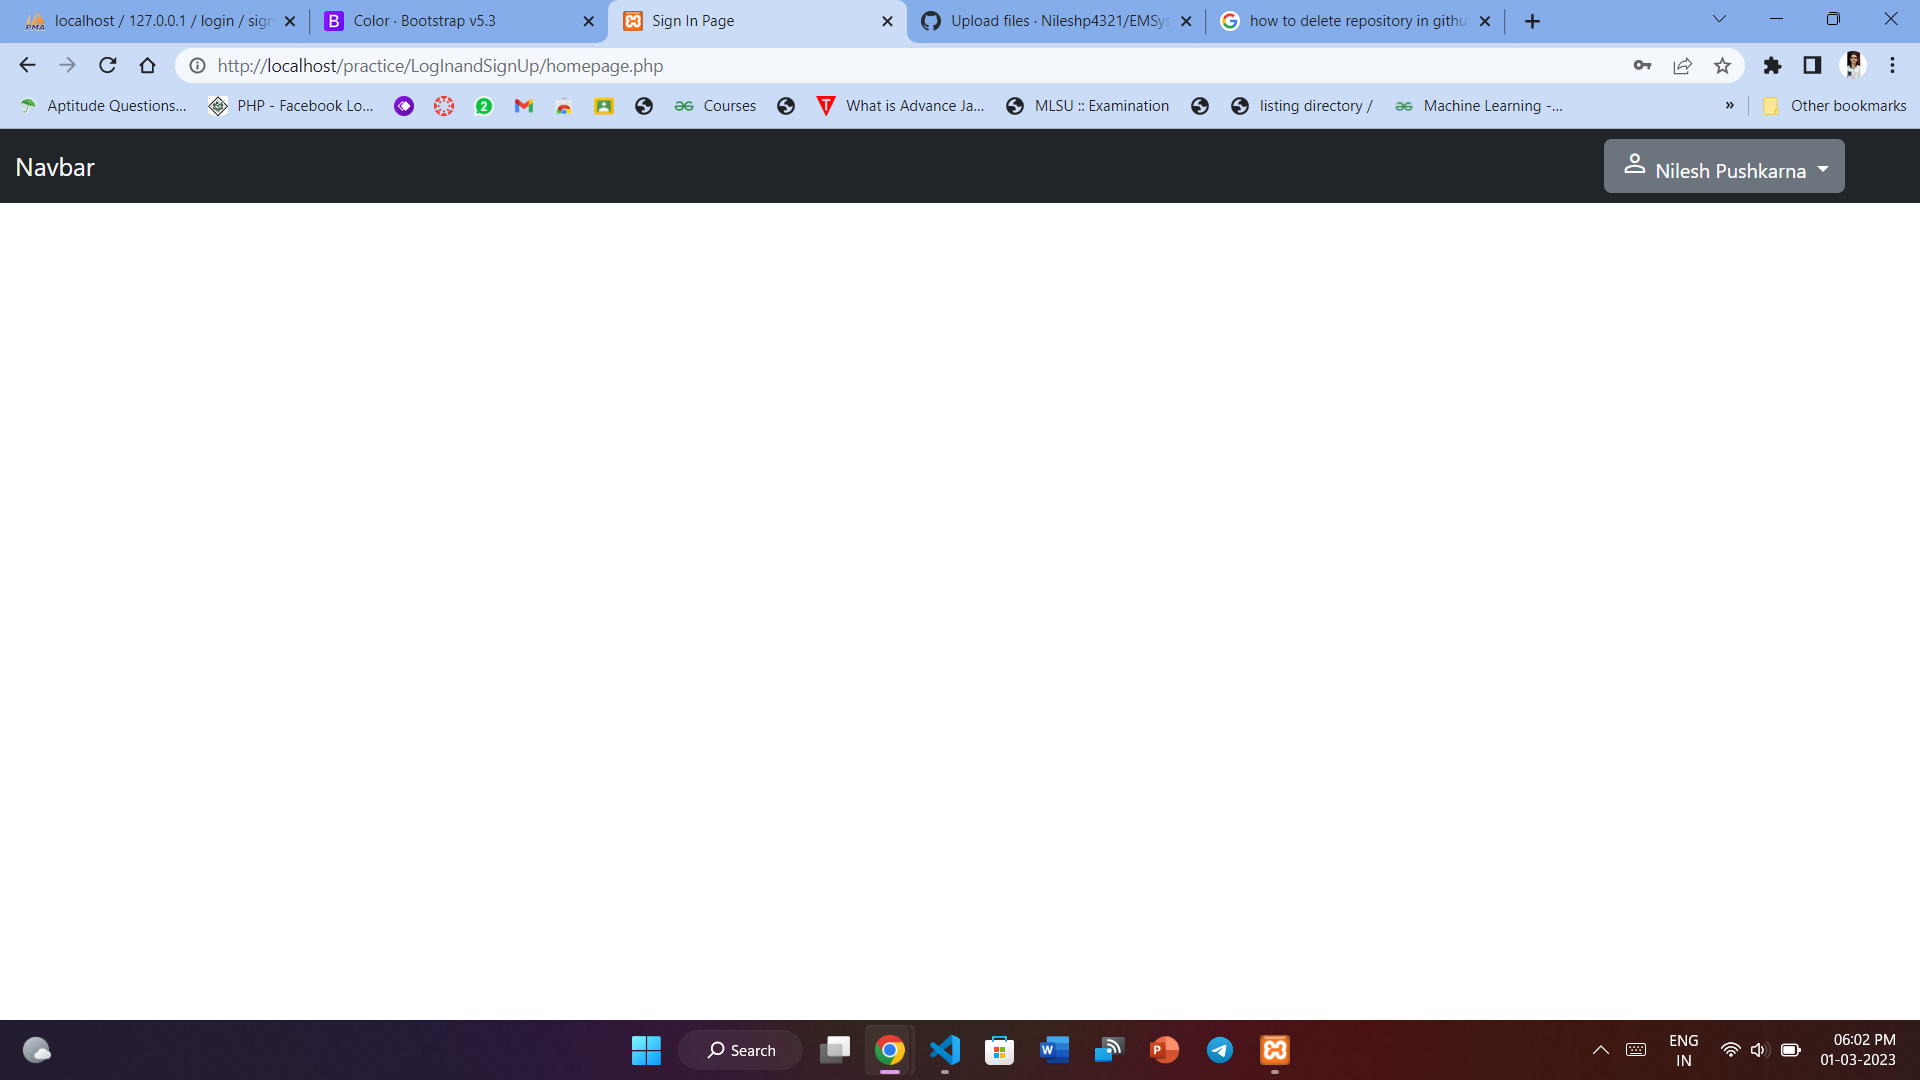 localhost / 127.0.0.1 / login / sign
Color · Bootstrap v5.3
Sign In Page
Upload files · Nileshp4321/EMSys
how to delete repository in githu
http://localhost/practice/LogInandSignUp/homepage.php
Aptitude Questions...
PHP - Facebook Lo...
Courses
What is Advance Ja...
MLSU :: Examination
listing directory /
Machine Learning -...
»
Other bookmarks
Navbar
Nilesh Pushkarna
Search
ENG
IN
06:02 PM
01-03-2023